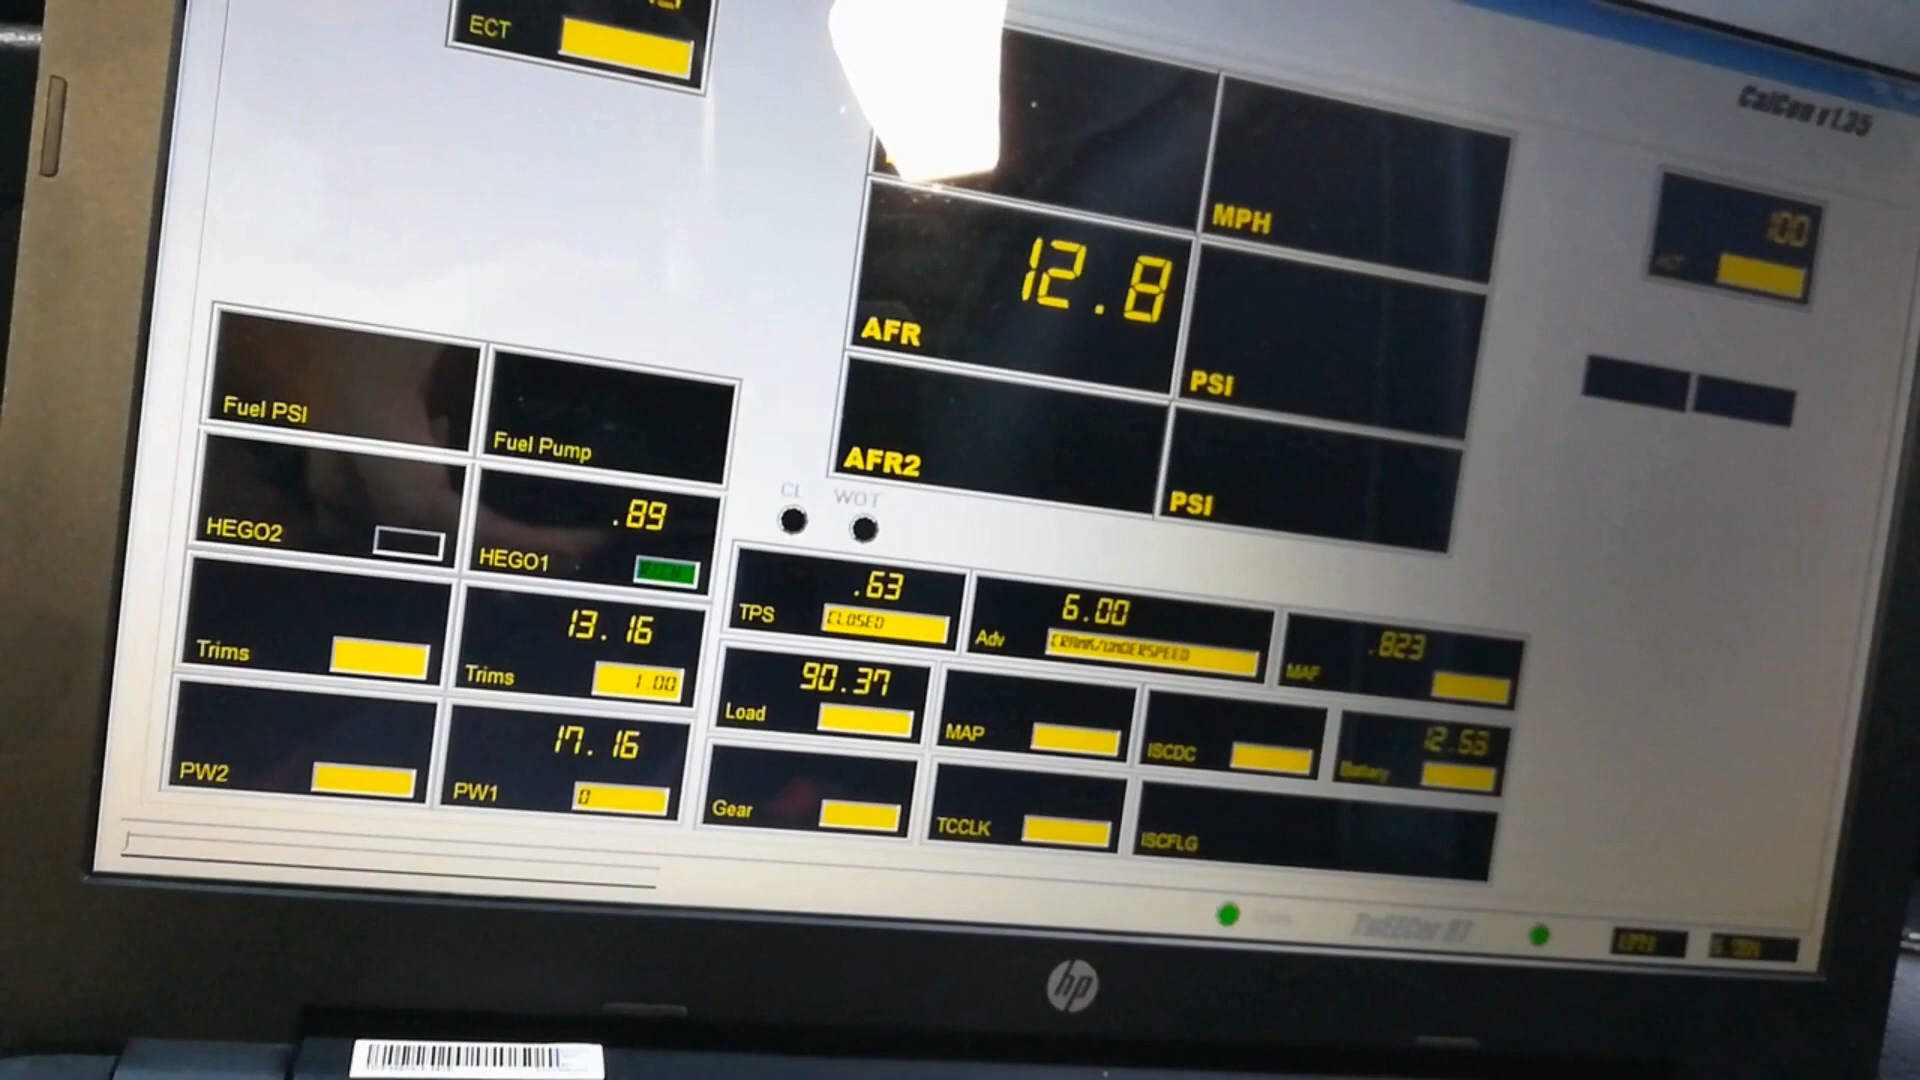 ECT
CalCon v1.35
100
MPH
12.8
AFR
PSI
AFR2
PSI
Fuel PSI
Fuel Pump
HEGO2
.89
HEGO1
CL WOT
.63
TPS
CLOSED
6.00
Adv
CRANK/UNDERSPEED
.823
MAF
Trims
13.16
Trims
1.00
90.37
Load
MAP
ISCDC
Battery
PW2
17.16
PW1
0
Gear
TCCLK
ISCFLG
hp